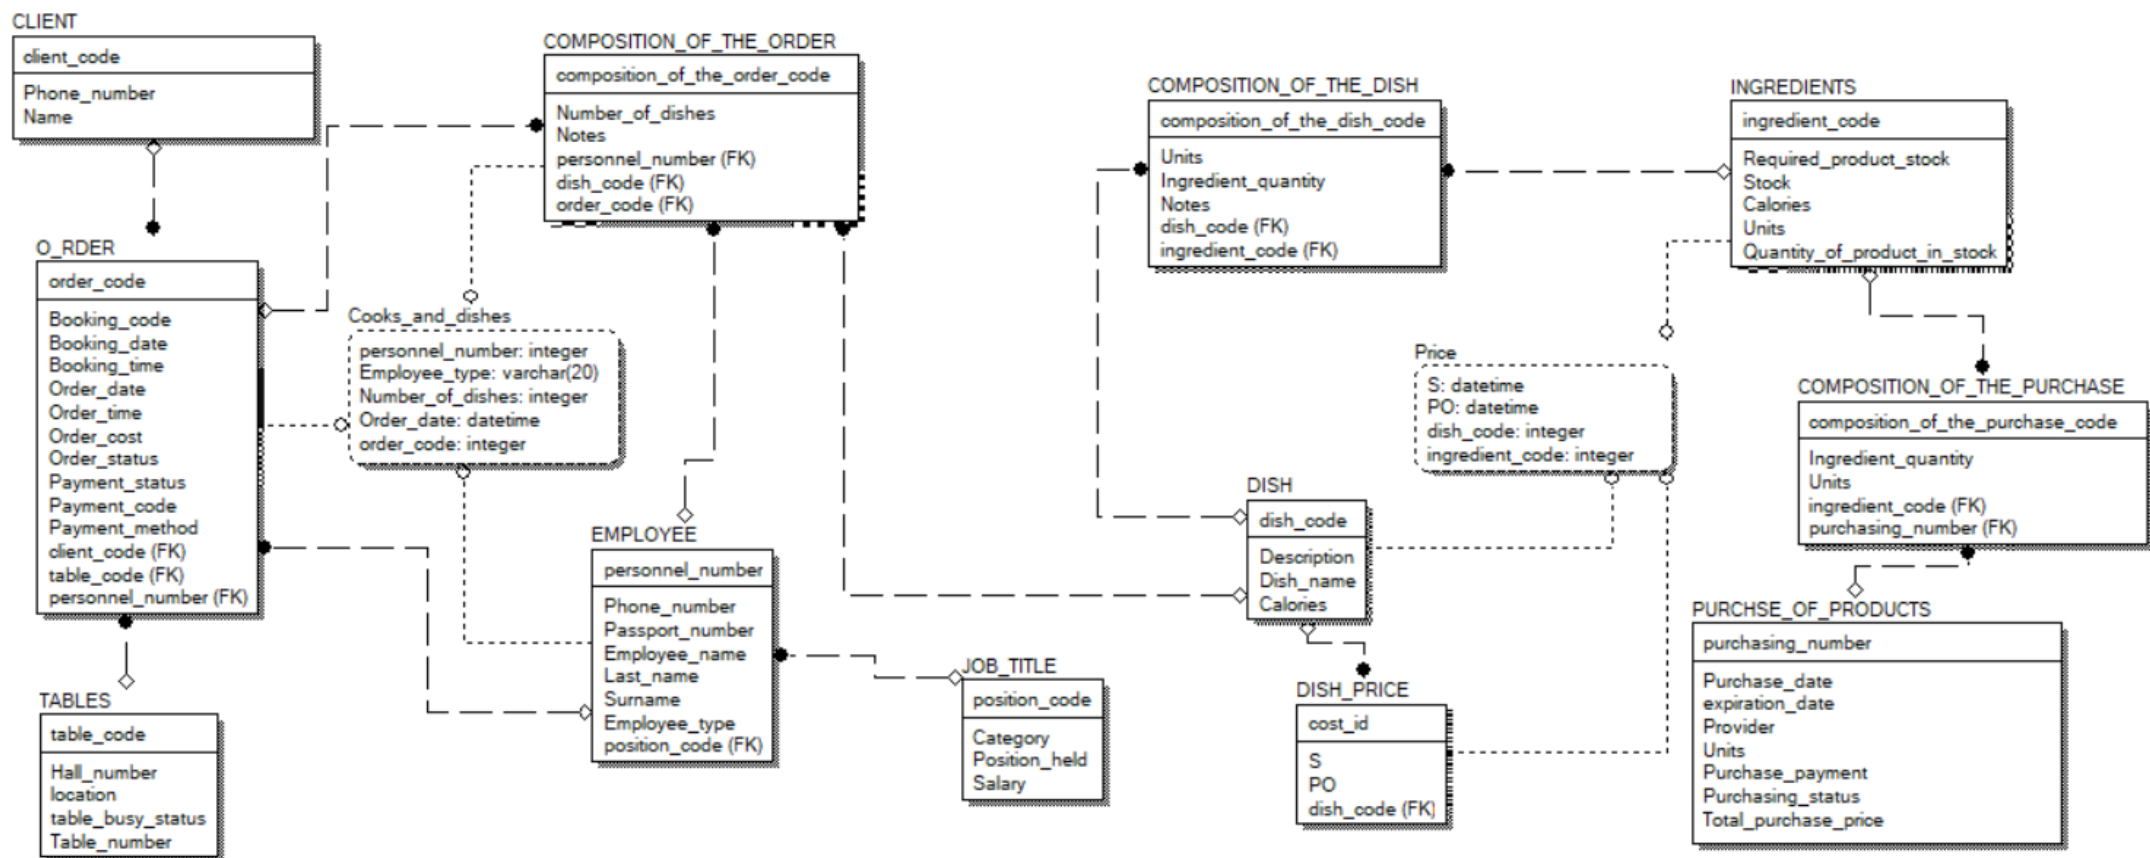 CLIENT
client_code
Phone_number
Name
COMPOSITION_OF_THE_ORDER
composition_of_the_order_code
Number_of_dishes
Notes
personnel_number (FK)
dish_code (FK)
order_code (FK)
COMPOSITION_OF_THE_DISH
composition_of_the_dish_code
Units
Ingredient_quantity
Notes
dish_code (FK)
ingredient_code (FK)
INGREDIENTS
ingredient_code
Required_product_stock
Stock
Calories
Units
Quantity_of_product_in_stock
O_RDER
order_code
Booking_code
Booking_date
Booking_time
Order_date
Order_time
Order_cost
Order_status
Payment_status
Payment_code
Payment_method
client_code (FK)
table_code (FK)
personnel_number (FK)
Cooks_and_dishes
personnel_number: integer
Employee_type: varchar(20)
Number_of_dishes: integer
Order_date: datetime
order_code: integer
Price
S: datetime
PO: datetime
dish_code: integer
ingredient_code: integer
COMPOSITION_OF_THE_PURCHASE
composition_of_the_purchase_code
Ingredient_quantity
Units
ingredient_code (FK)
purchasing_number (FK)
EMPLOYEE
personnel_number
Phone_number
Passport_number
Employee_name
Last_name
Surname
Employee_type
position_code (FK)
DISH
dish_code
Description
Dish_name
Calories
PURCHSE_OF_PRODUCTS
purchasing_number
Purchase_date
expiration_date
Provider
Units
Purchase_payment
Purchasing_status
Total_purchase_price
TABLES
table_code
Hall_number
location
table_busy_status
Table_number
JOB_TITLE
position_code
Category
Position_held
Salary
DISH_PRICE
cost_id
S
PO
dish_code (FK)